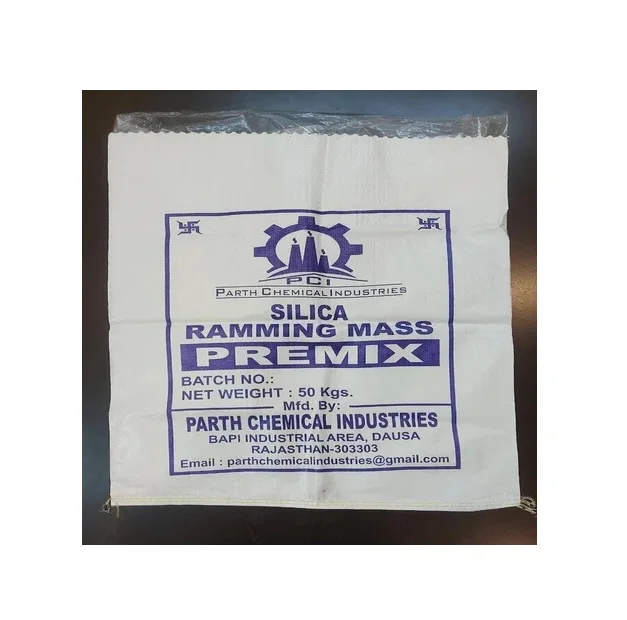 PCI
PARTH CHEMICAL INDUSTRIES
SILICA
RAMMING MASS
PREMIX
BATCH NO.:
NET WEIGHT : 50 Kgs.
Mfd. By:
PARTH CHEMICAL INDUSTRIES
BAPI INDUSTRIAL AREA, DAUSA
RAJASTHAN-303303
Email : parthchemicalindustries@gmail.com